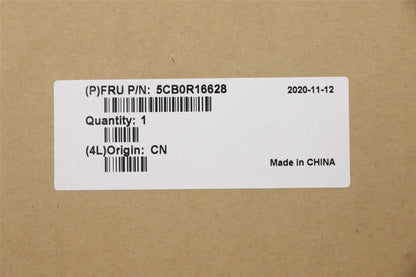 (P)FRU P/N: 5CB0R16628 2020-11-12
Quantity: 1
(4L)Origin: CN
Made in CHINA